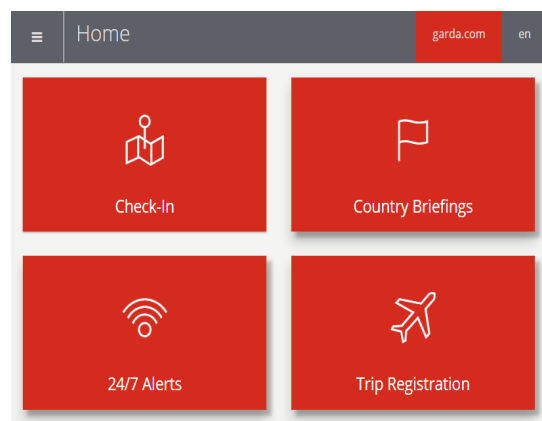 Home
garda.com
en
Check-In
Country Briefings
24/7 Alerts
Trip Registration